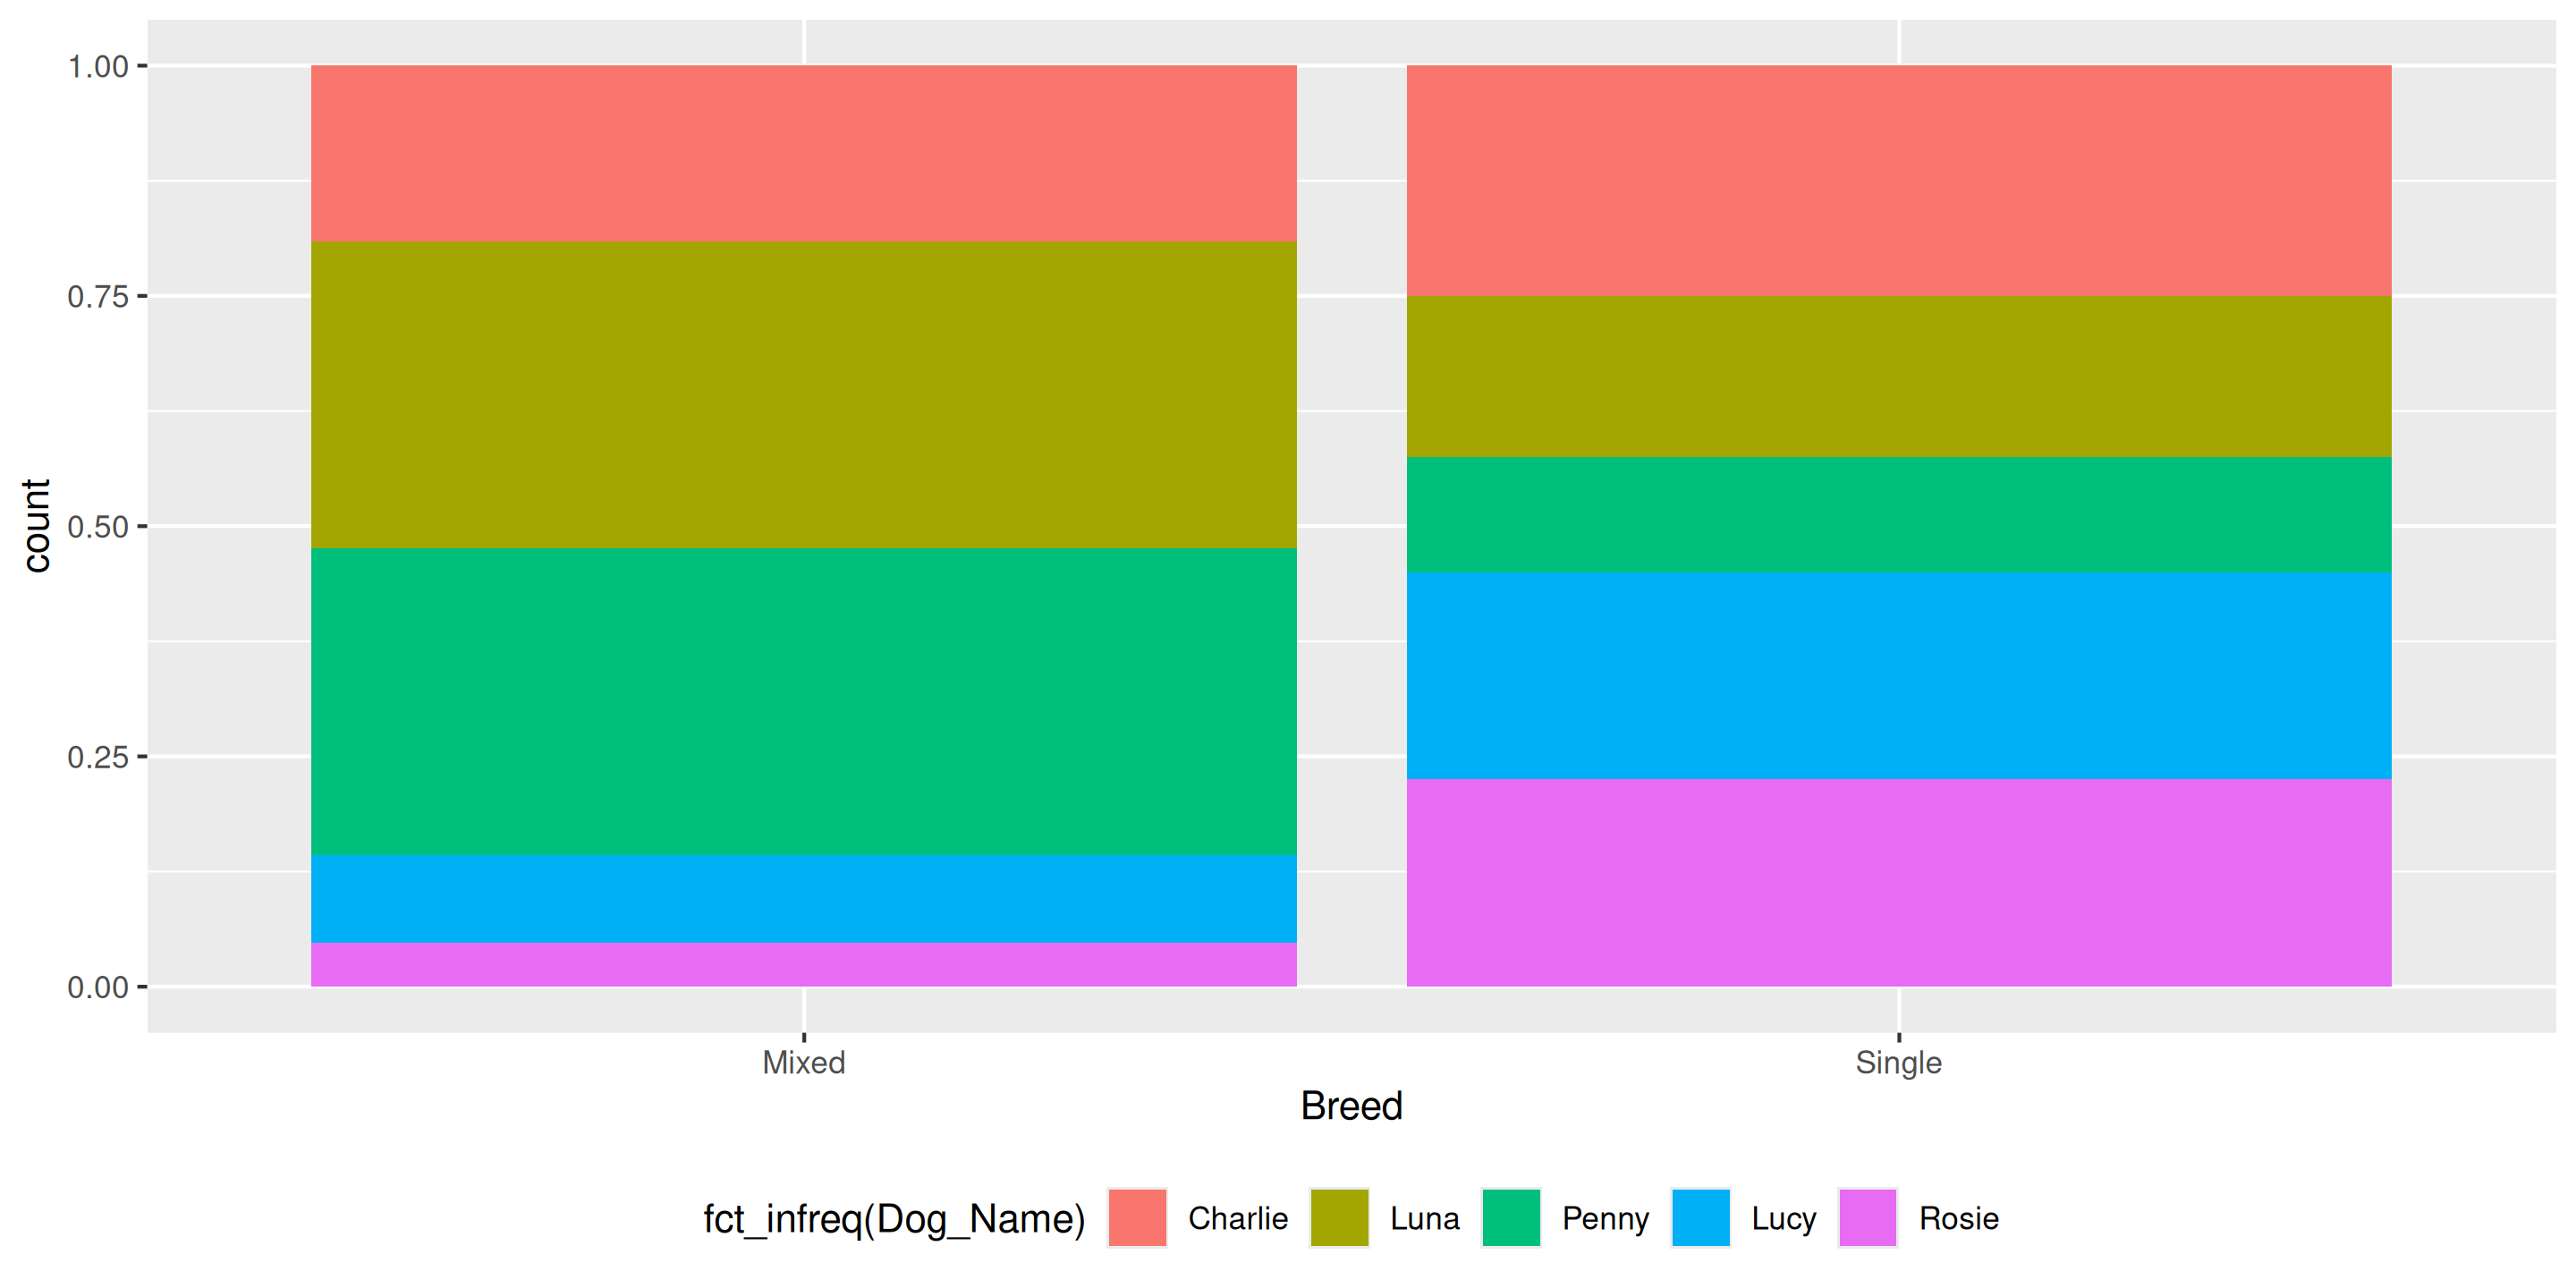 1.00
0.75
0.50
0.25
0.00
count
Mixed Single
Breed
fct_infreq(Dog_Name) Charlie Luna Penny Lucy Rosie